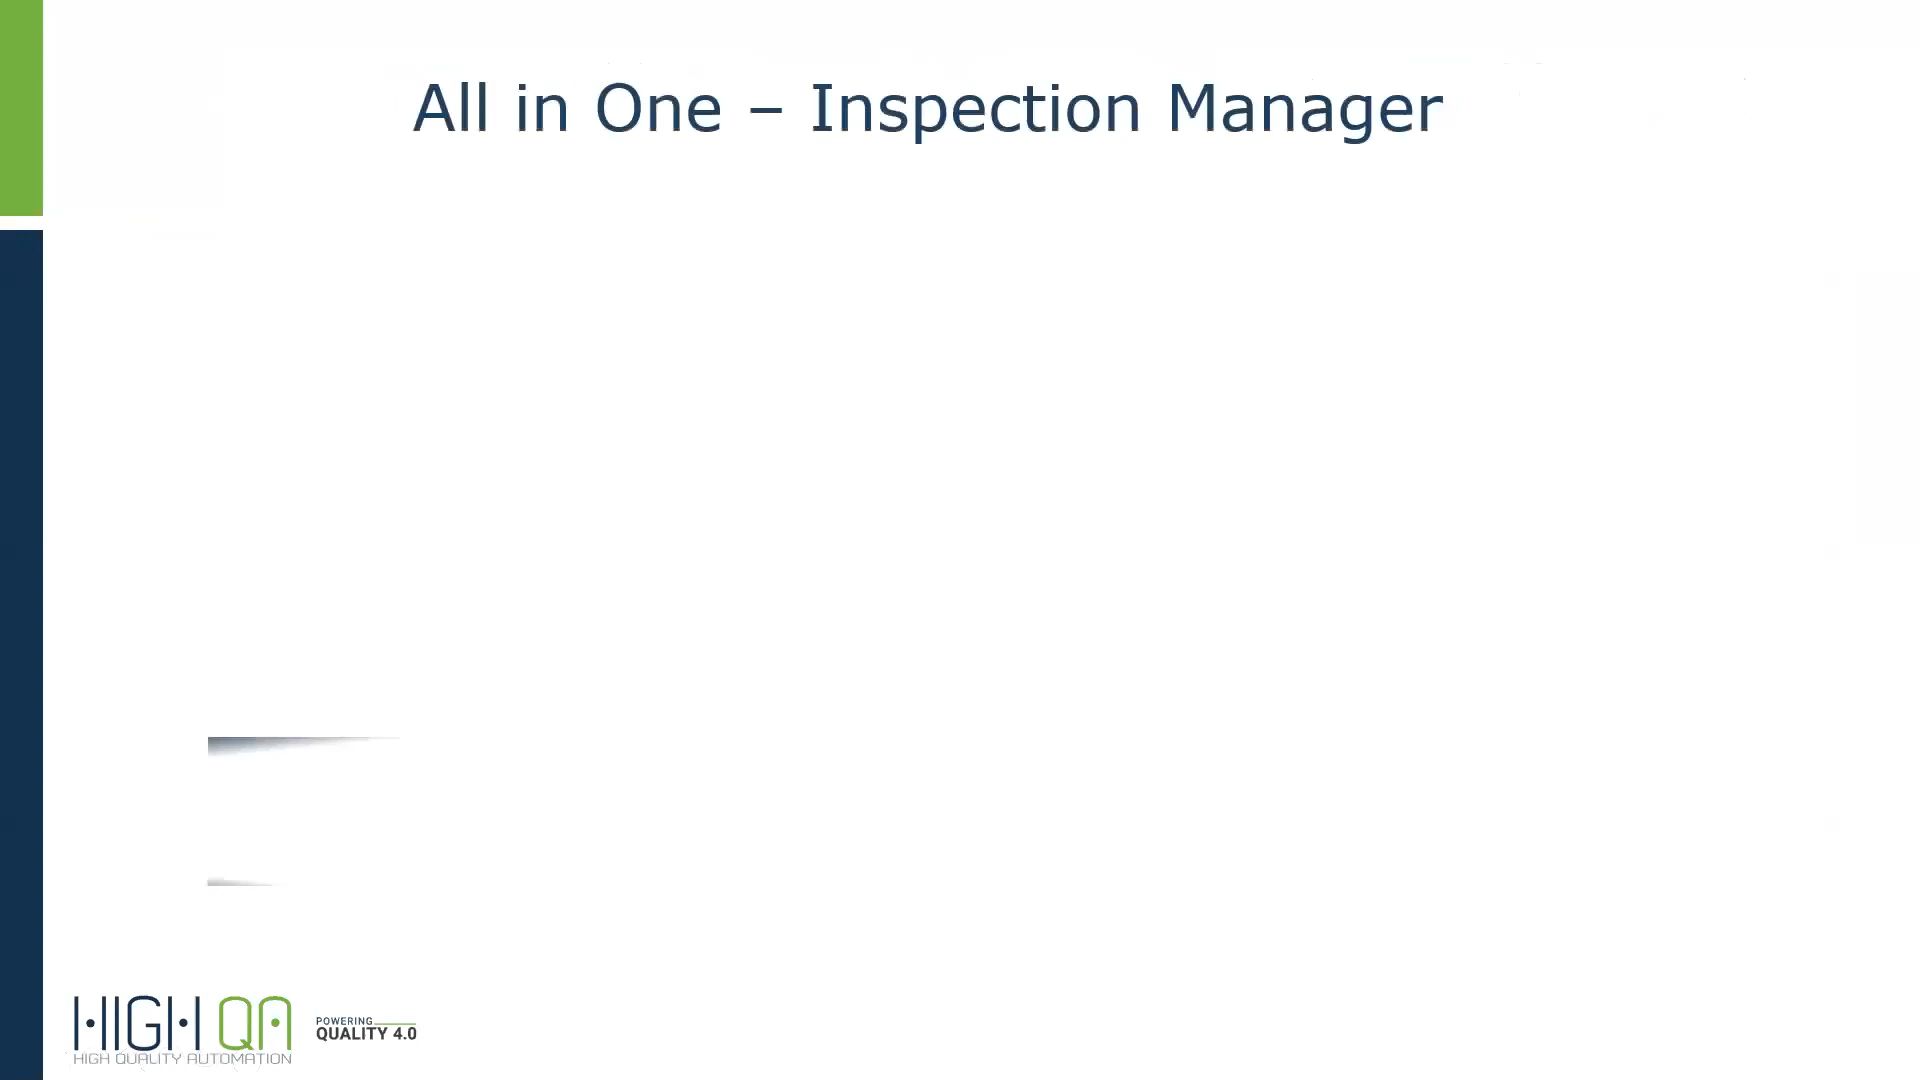 All in One – Inspection Manager
HIGH QA
HIGH QUALITY AUTOMATION
POWERING
QUALITY 4.0